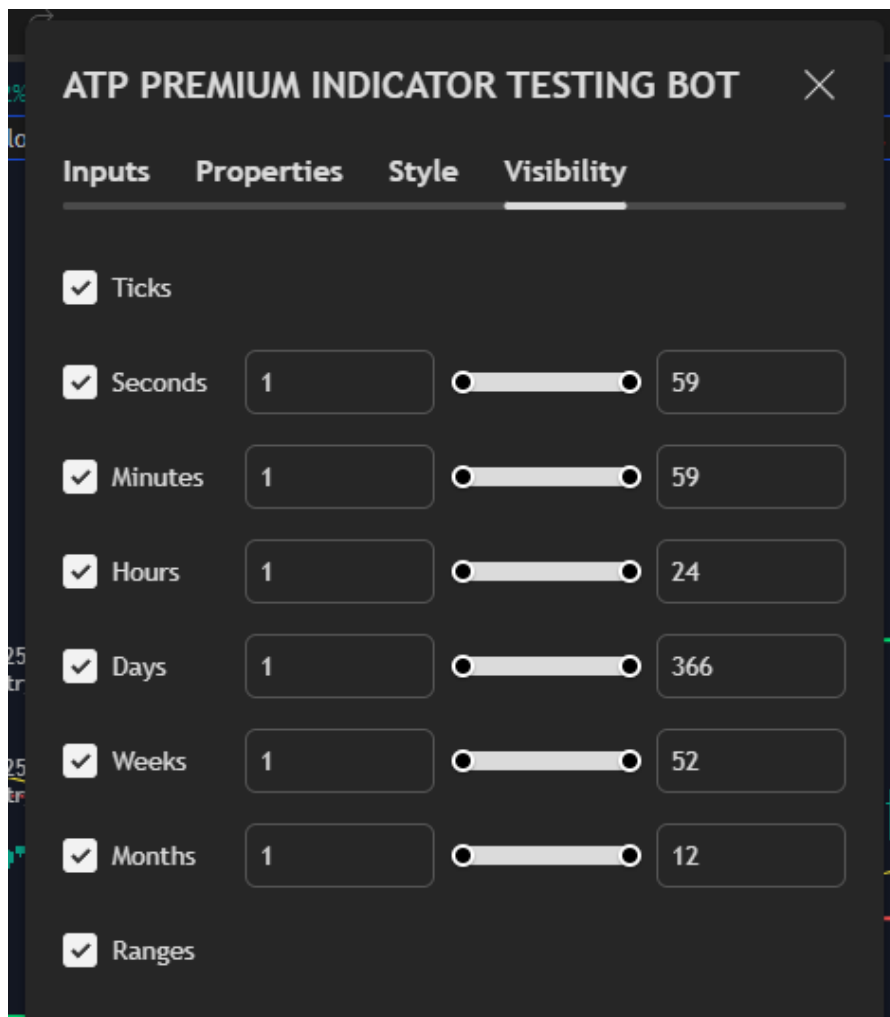 ATP PREMIUM INDICATOR TESTING BOT
Inputs Properties Style Visibility
Ticks
Seconds 1 59
Minutes 1 59
Hours 1 24
Days 1 366
Weeks 1 52
Months 1 12
Ranges